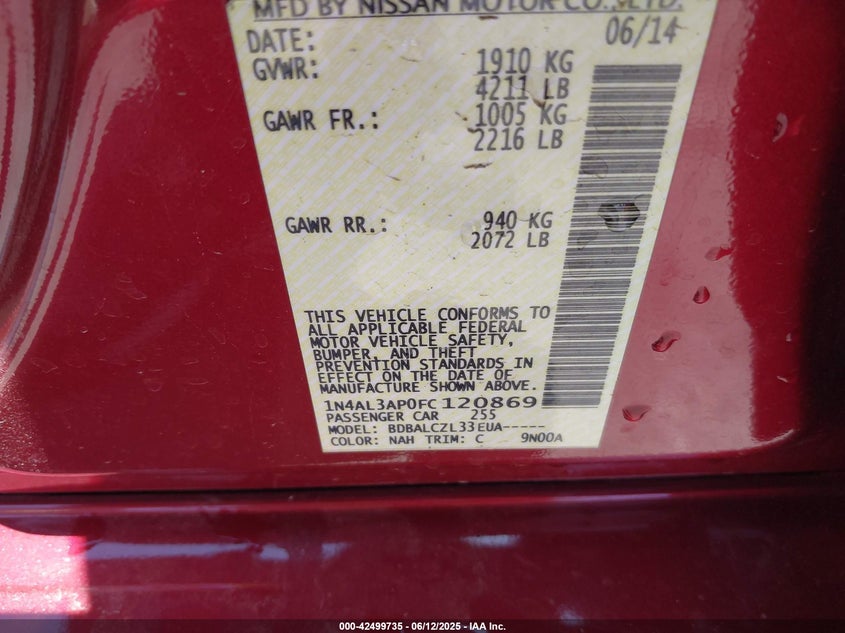 MFD BY NISSAN MOTOR CO., LTD.
DATE: 06/14
GVWR: 1910 KG
4211 LB
GAWR FR.: 1005 KG
2216 LB
GAWR RR.: 940 KG
2072 LB
THIS VEHICLE CONFORMS TO
ALL APPLICABLE FEDERAL
MOTOR VEHICLE SAFETY,
BUMPER, AND THEFT
PREVENTION STANDARDS IN
EFFECT ON THE DATE OF
MANUFACTURE SHOWN ABOVE.
1N4AL3AP0FC120869
PASSENGER CAR 255
MODEL: BDBALCZL33EUA-----
COLOR: NAH TRIM: C 9N00A
000-42499735 - 06/12/2025 - IAA Inc.